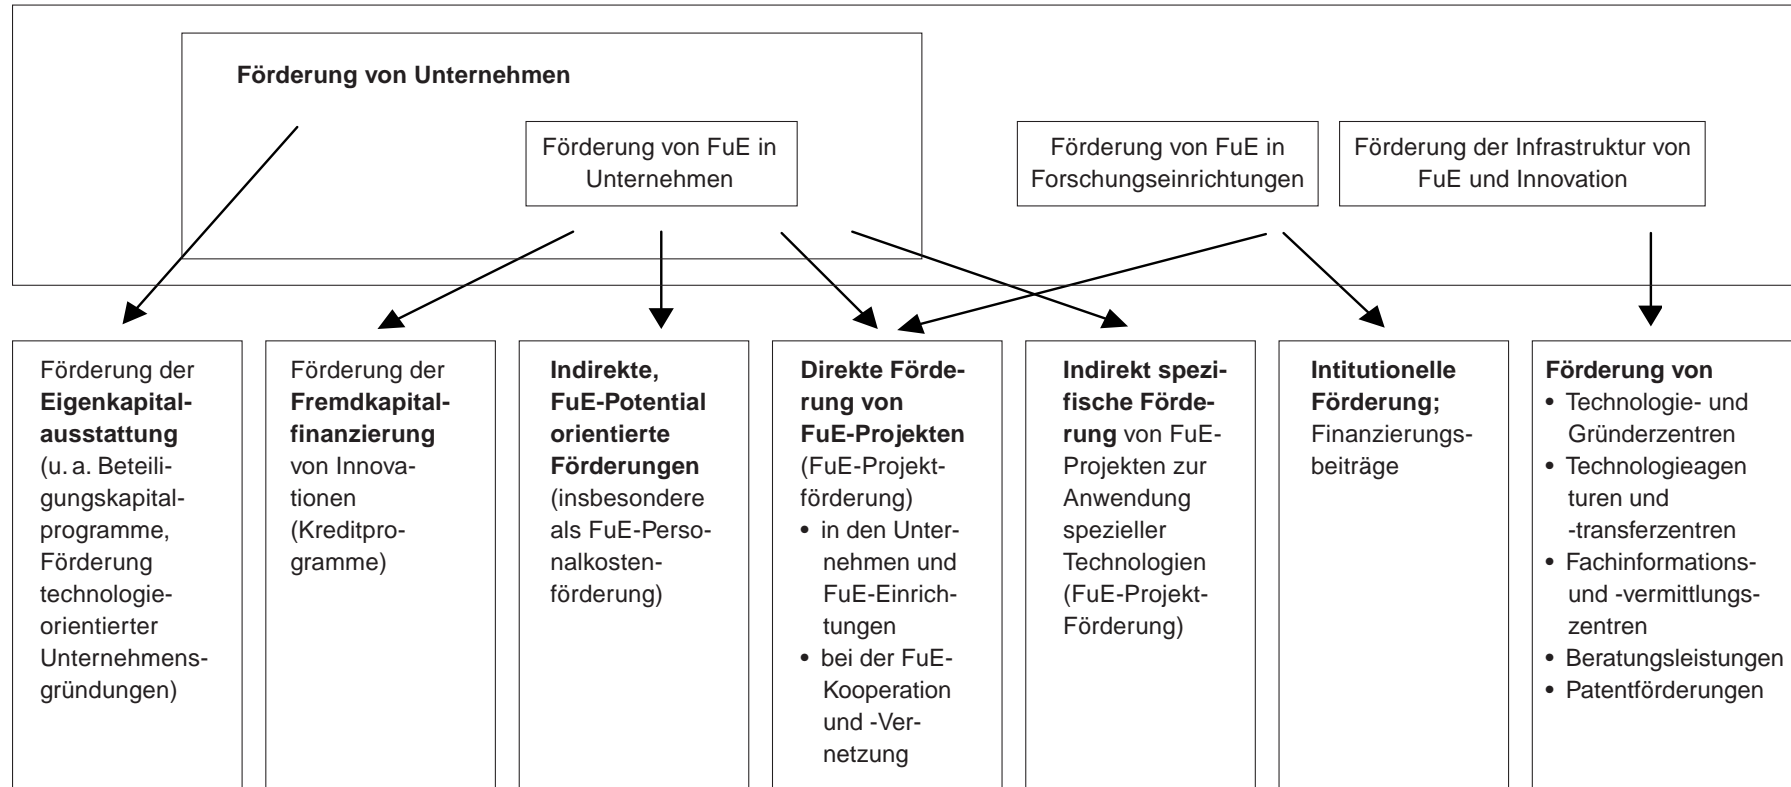 Förderung von Unternehmen
Förderung von FuE in
Unternehmen
Förderung von FuE in
Forschungseinrichtungen
Förderung der Infrastruktur von
FuE und Innovation
Förderung der
Eigenkapital-
ausstattung
(u. a. Beteili-
gungskapital-
programme,
Förderung
technologie-
orientierter
Unternehmens-
gründungen)
Förderung der
Fremdkapital-
finanzierung
von Innova-
tionen
(Kreditpro-
gramme)
Indirekte,
FuE-Potential
orientierte
Förderungen
(insbesondere
als FuE-Perso-
nalkosten-
förderung)
Direkte Förde-
rung von
FuE-Projekten
(FuE-Projekt-
förderung)
• in den Unter-
nehmen und
FuE-Einrich-
tungen
• bei der FuE-
Kooperation
und -Ver-
netzung
Indirekt spezi-
fische Förde-
rung von FuE-
Projekten zur
Anwendung
spezieller
Technologien
(FuE-Projekt-
Förderung)
Intitutionelle
Förderung;
Finanzierungs-
beiträge
Förderung von
• Technologie- und
Gründerzentren
• Technologieagen
turen und
-transferzentren
• Fachinformations-
und -vermittlungs-
zentren
• Beratungsleistungen
• Patentförderungen